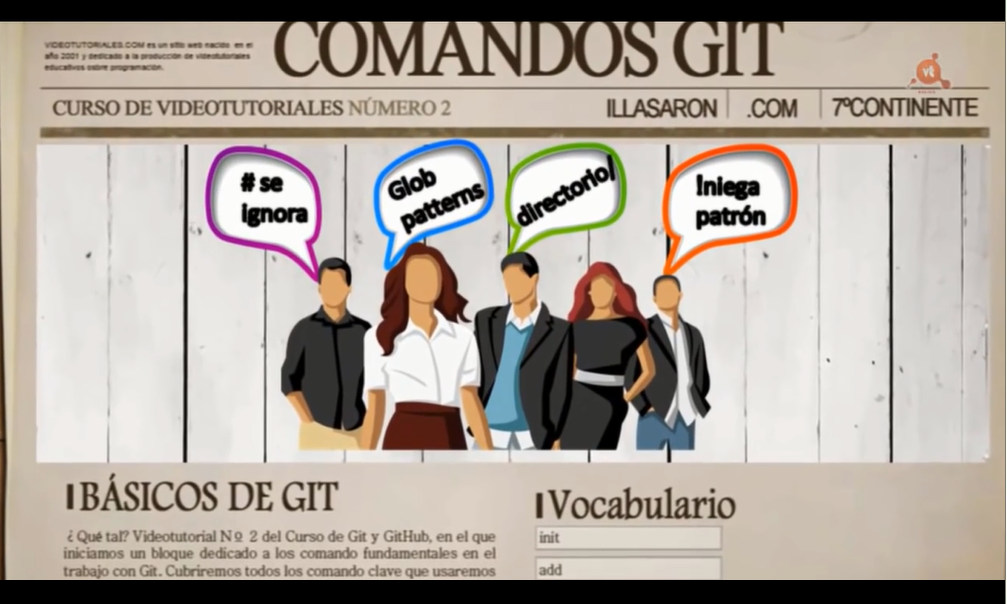 COMANDOS GIT
VIDEOTUTORIALES.COM es un sitio web nacido en el
año 2001 y dedicado a la producción de videotutoriales
educativos sobre programación.
CURSO DE VIDEOTUTORIALES NÚMERO 2
ILLASARON
.COM
7ºCONTINENTE
# se
ignora
Glob
patterns
directorio/
!niega
patrón
BÁSICOS DE GIT
¿ Qué tal? Videotutorial Nº 2 del Curso de Git y GitHub, en el que
iniciamos un bloque dedicado a los comando fundamentales en el
trabajo con Git. Cubriremos todos los comando clave que usaremos
Vocabulario
init
add